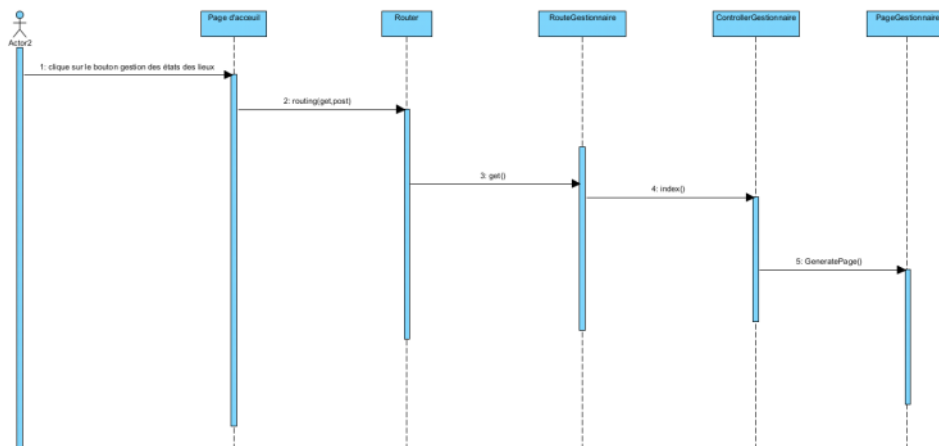 Page d'acœuil
Router
RouteGestionnaire
ControllerGestionnaire
PageGestionnaire
Actor2
1: clique sur le bouton gestion des états des lieux
2: routing(get,post)
3: get()
4: index()
5: GeneratePage()